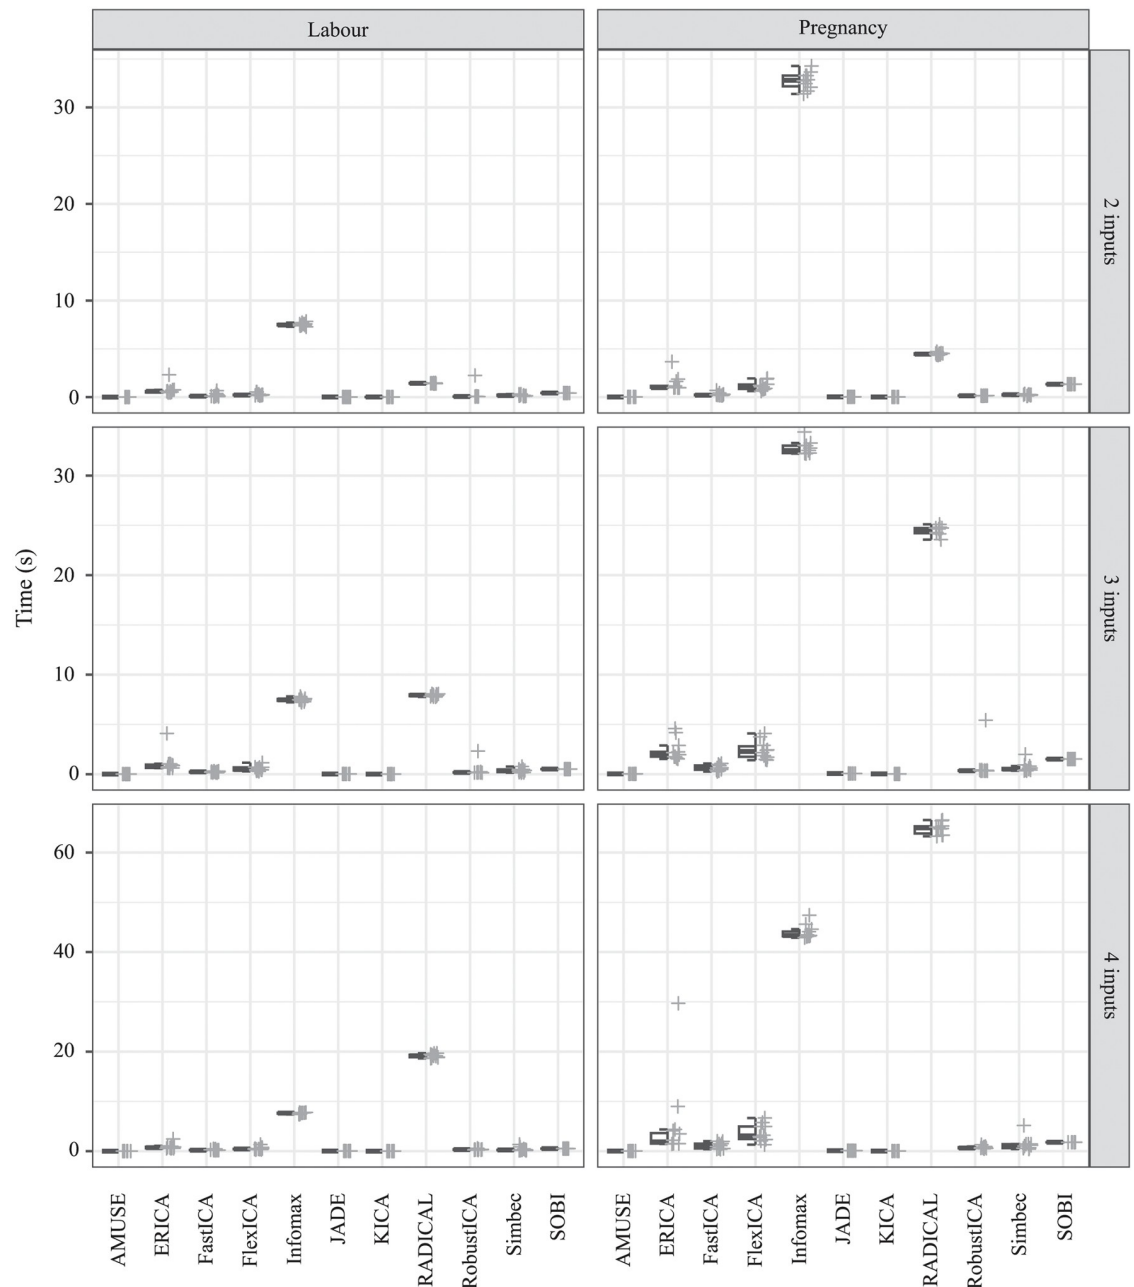 Labour
Pregnancy
30
20
10
0
2 inputs
30
20
10
0
3 inputs
Time (s)
60
40
20
0
4 inputs
AMUSE
ERICA
FastICA
FlexICA
Infomax
JADE
KICA
RADICAL
RobustICA
Simbec
SOBI
AMUSE
ERICA
FastICA
FlexICA
Infomax
JADE
KICA
RADICAL
RobustICA
Simbec
SOBI